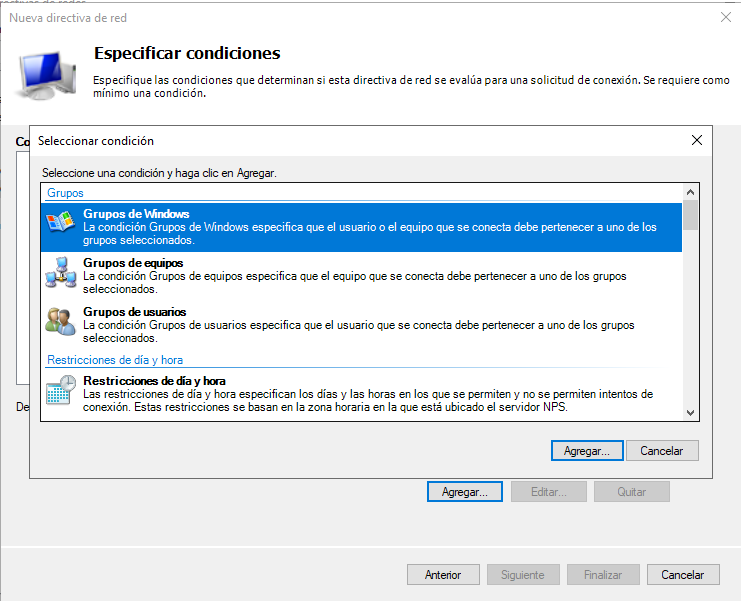 Nueva directiva de red
Especificar condiciones
Especifique las condiciones que determinan si esta directiva de red se evalúa para una solicitud de conexión. Se requiere como
mínimo una condición.
Co
Seleccionar condición
Seleccione una condición y haga clic en Agregar.
Grupos
Grupos de Windows
La condición Grupos de Windows especifica que el usuario o el equipo que se conecta debe pertenecer a uno de los
grupos seleccionados.
Grupos de equipos
La condición Grupos de equipos especifica que el equipo que se conecta debe pertenecer a uno de los grupos
seleccionados.
Grupos de usuarios
La condición Grupos de usuarios especifica que el usuario que se conecta debe pertenecer a uno de los grupos
seleccionados.
Restricciones de día y hora
Restricciones de día y hora
Las restricciones de día y hora especifican los días y las horas en los que se permiten y no se permiten intentos de
conexión. Estas restricciones se basan en la zona horaria en la que está ubicado el servidor NPS.
De
Agregar... Cancelar
Agregar... Editar... Quitar
Anterior Siguiente Finalizar Cancelar